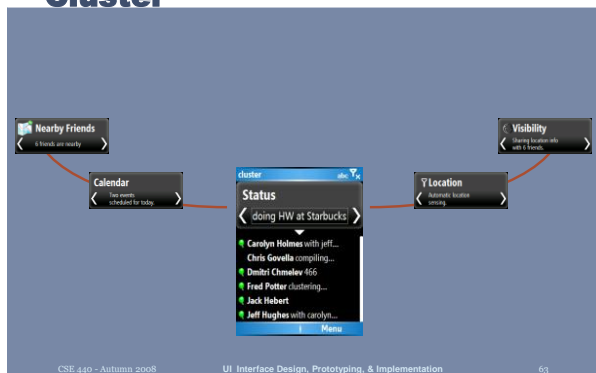 Cluster
Nearby Friends
6 friends are nearby
Calendar
Two events
scheduled for today.
cluster abc
Status
doing HW at Starbucks
Carolyn Holmes with jeff...
Chris Govella compiling...
Dmitri Chmelev 466
Fred Potter clustering...
Jack Hebert
Jeff Hughes with carolyn...
Menu
Location
Automatic location
sensing.
Visibility
Sharing location info
with 6 friends.
CSE 440 - Autumn 2008 UI Interface Design, Prototyping, & Implementation 63